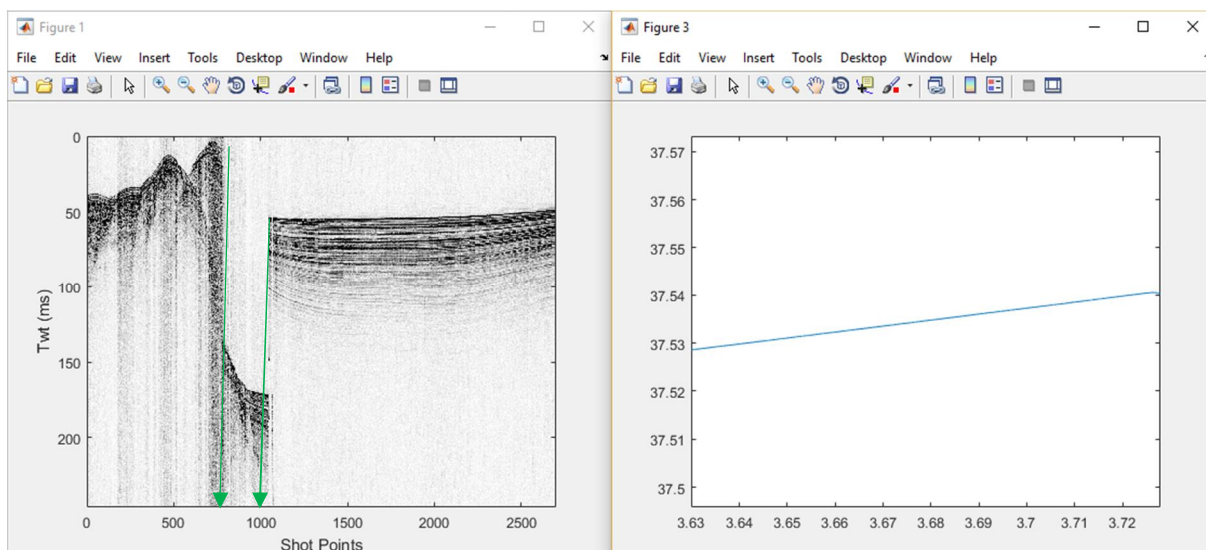 Figure 1
File Edit View Insert Tools Desktop Window Help
0
50
100
150
200
Twt (ms)
0 500 1000 1500 2000 2500
Shot Points
Figure 3
File Edit View Insert Tools Desktop Window Help
37.57
37.56
37.55
37.54
37.53
37.52
37.51
37.5
3.63 3.64 3.65 3.66 3.67 3.68 3.69 3.7 3.71 3.72